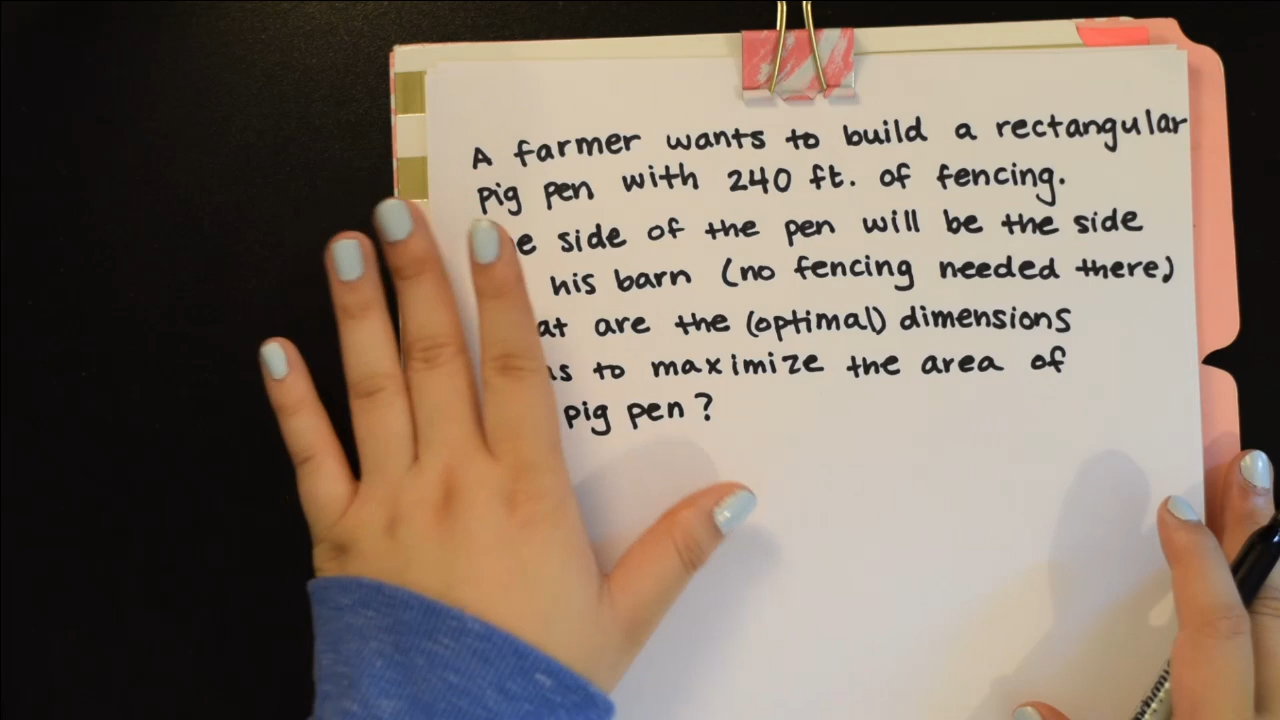 A farmer wants to build a rectangular
pig pen with 240 ft. of fencing.
side of the pen will be the side
his barn (no fencing needed there)
are the (optimal) dimensions
to maximize the area of
pig pen?